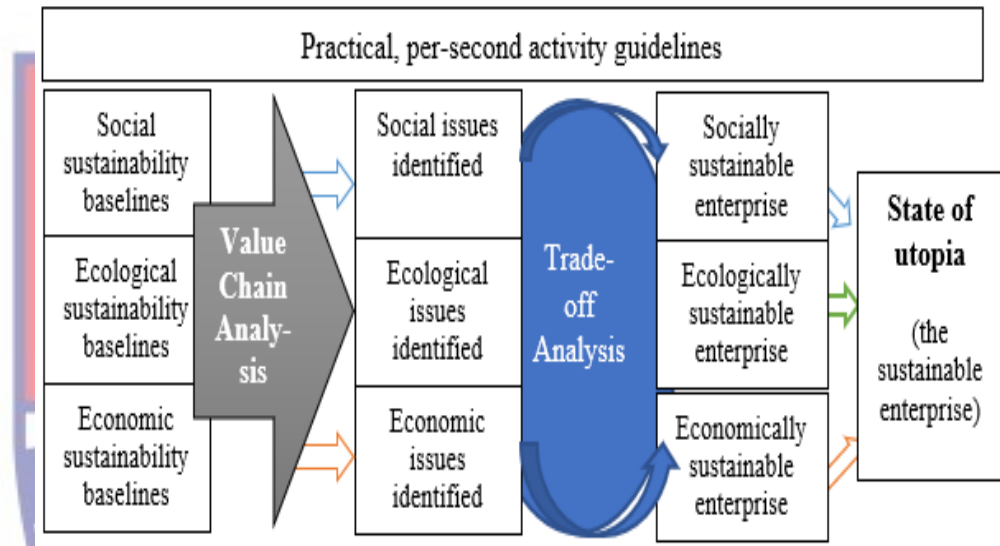 Practical, per-second activity guidelines
Social
sustainability
baselines
Ecological
sustainability
baselines
Economic
sustainability
baselines
Value
Chain
Analy-
sis
Social issues
identified
Ecological
issues
identified
Economic
issues
identified
Trade-
off
Analysis
Socially
sustainable
enterprise
Ecologically
sustainable
enterprise
Economically
sustainable
enterprise
State of
utopia
(the
sustainable
enterprise)